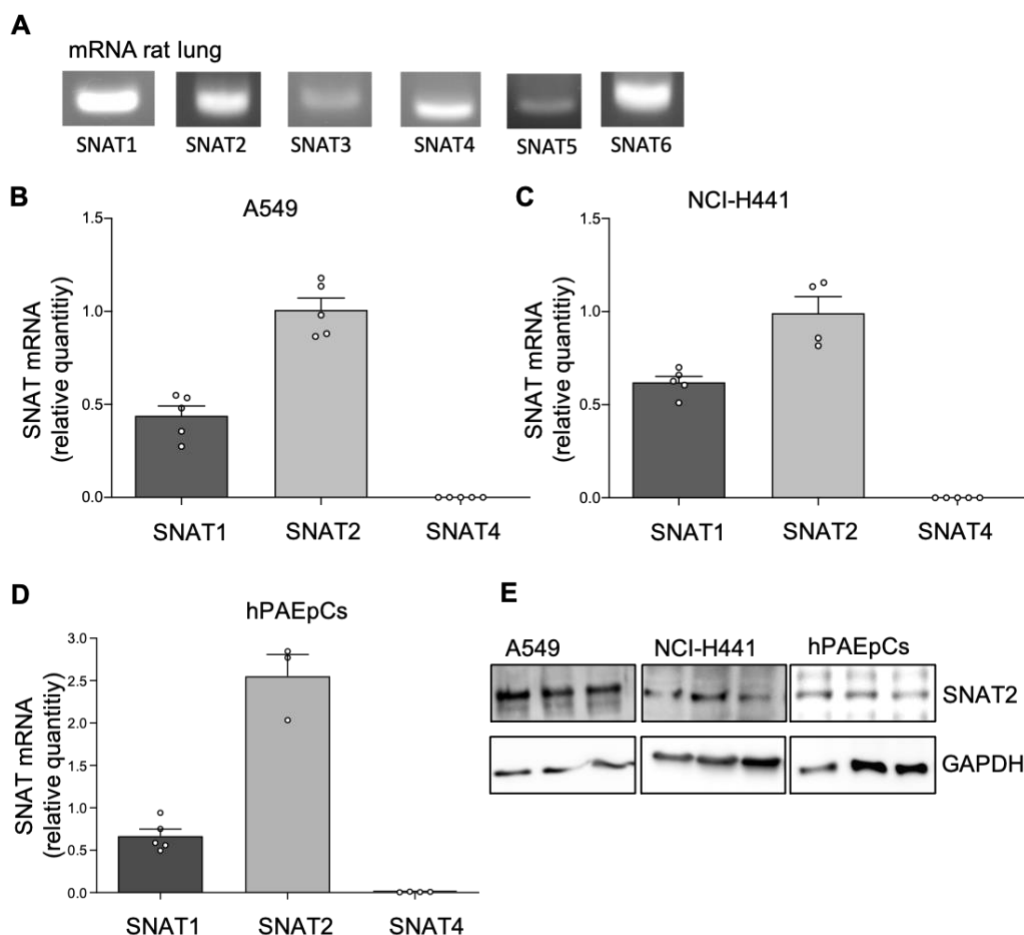 A
mRNA rat lung
SNAT1 SNAT2 SNAT3 SNAT4 SNAT5 SNAT6
B
A549
SNAT mRNA
(relative quantitiy)
1.5
1.0
0.5
0.0
SNAT1 SNAT2 SNAT4
C
NCI-H441
SNAT mRNA
(relative quantitiy)
1.5
1.0
0.5
0.0
SNAT1 SNAT2 SNAT4
D
hPAEpCs
SNAT mRNA
(relative quantitiy)
3.0
2.5
2.0
1.5
1.0
0.5
0.0
SNAT1 SNAT2 SNAT4
E
A549 NCI-H441 hPAEpCs
SNAT2
GAPDH